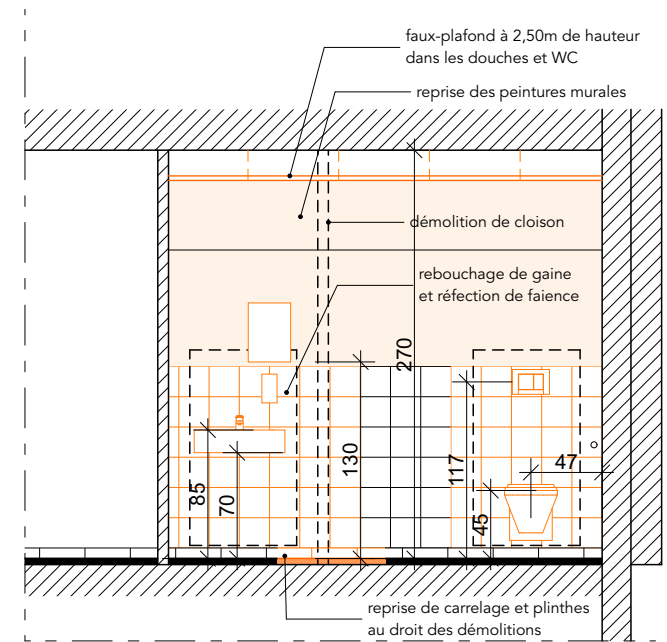 faux-plafond à 2,50m de hauteur
dans les douches et WC
reprise des peintures murales
démolition de cloison
rebouchage de gaine
et réfection de faience
270
130
117
47
85
70
45
reprise de carrelage et plinthes
au droit des démolitions